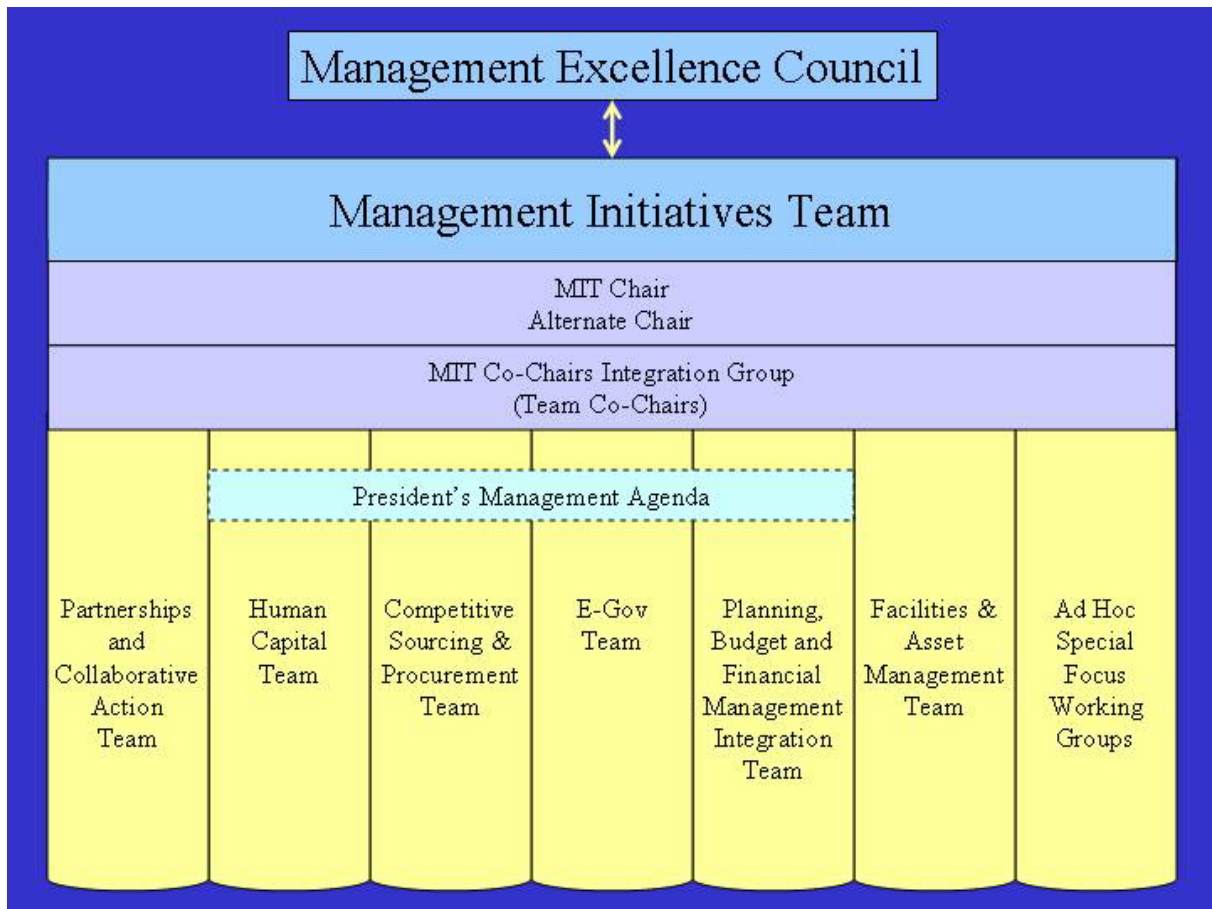 Management Excellence Council
Management Initiatives Team
MIT Chair
Alternate Chair
MIT Co-Chairs Integration Group
(Team Co-Chairs)
President's Management Agenda
Partnerships
and
Collaborative
Action
Team
Human
Capital
Team
Competitive
Sourcing &
Procurement
Team
E-Gov
Team
Planning,
Budget and
Financial
Management
Integration
Team
Facilities &
Asset
Management
Team
Ad Hoc
Special
Focus
Working
Groups